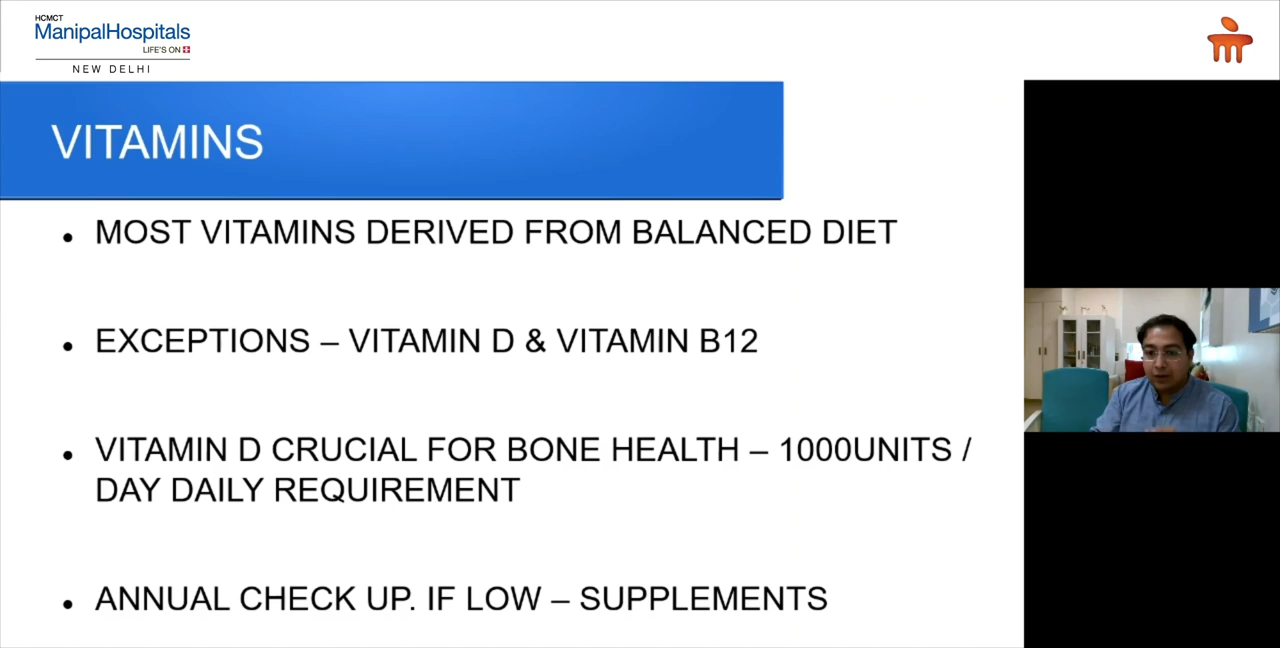 HCMCT
ManipalHospitals
LIFE'S ON
NEW DELHI
VITAMINS
• MOST VITAMINS DERIVED FROM BALANCED DIET
• EXCEPTIONS – VITAMIN D & VITAMIN B12
• VITAMIN D CRUCIAL FOR BONE HEALTH – 1000UNITS /
DAY DAILY REQUIREMENT
• ANNUAL CHECK UP. IF LOW – SUPPLEMENTS